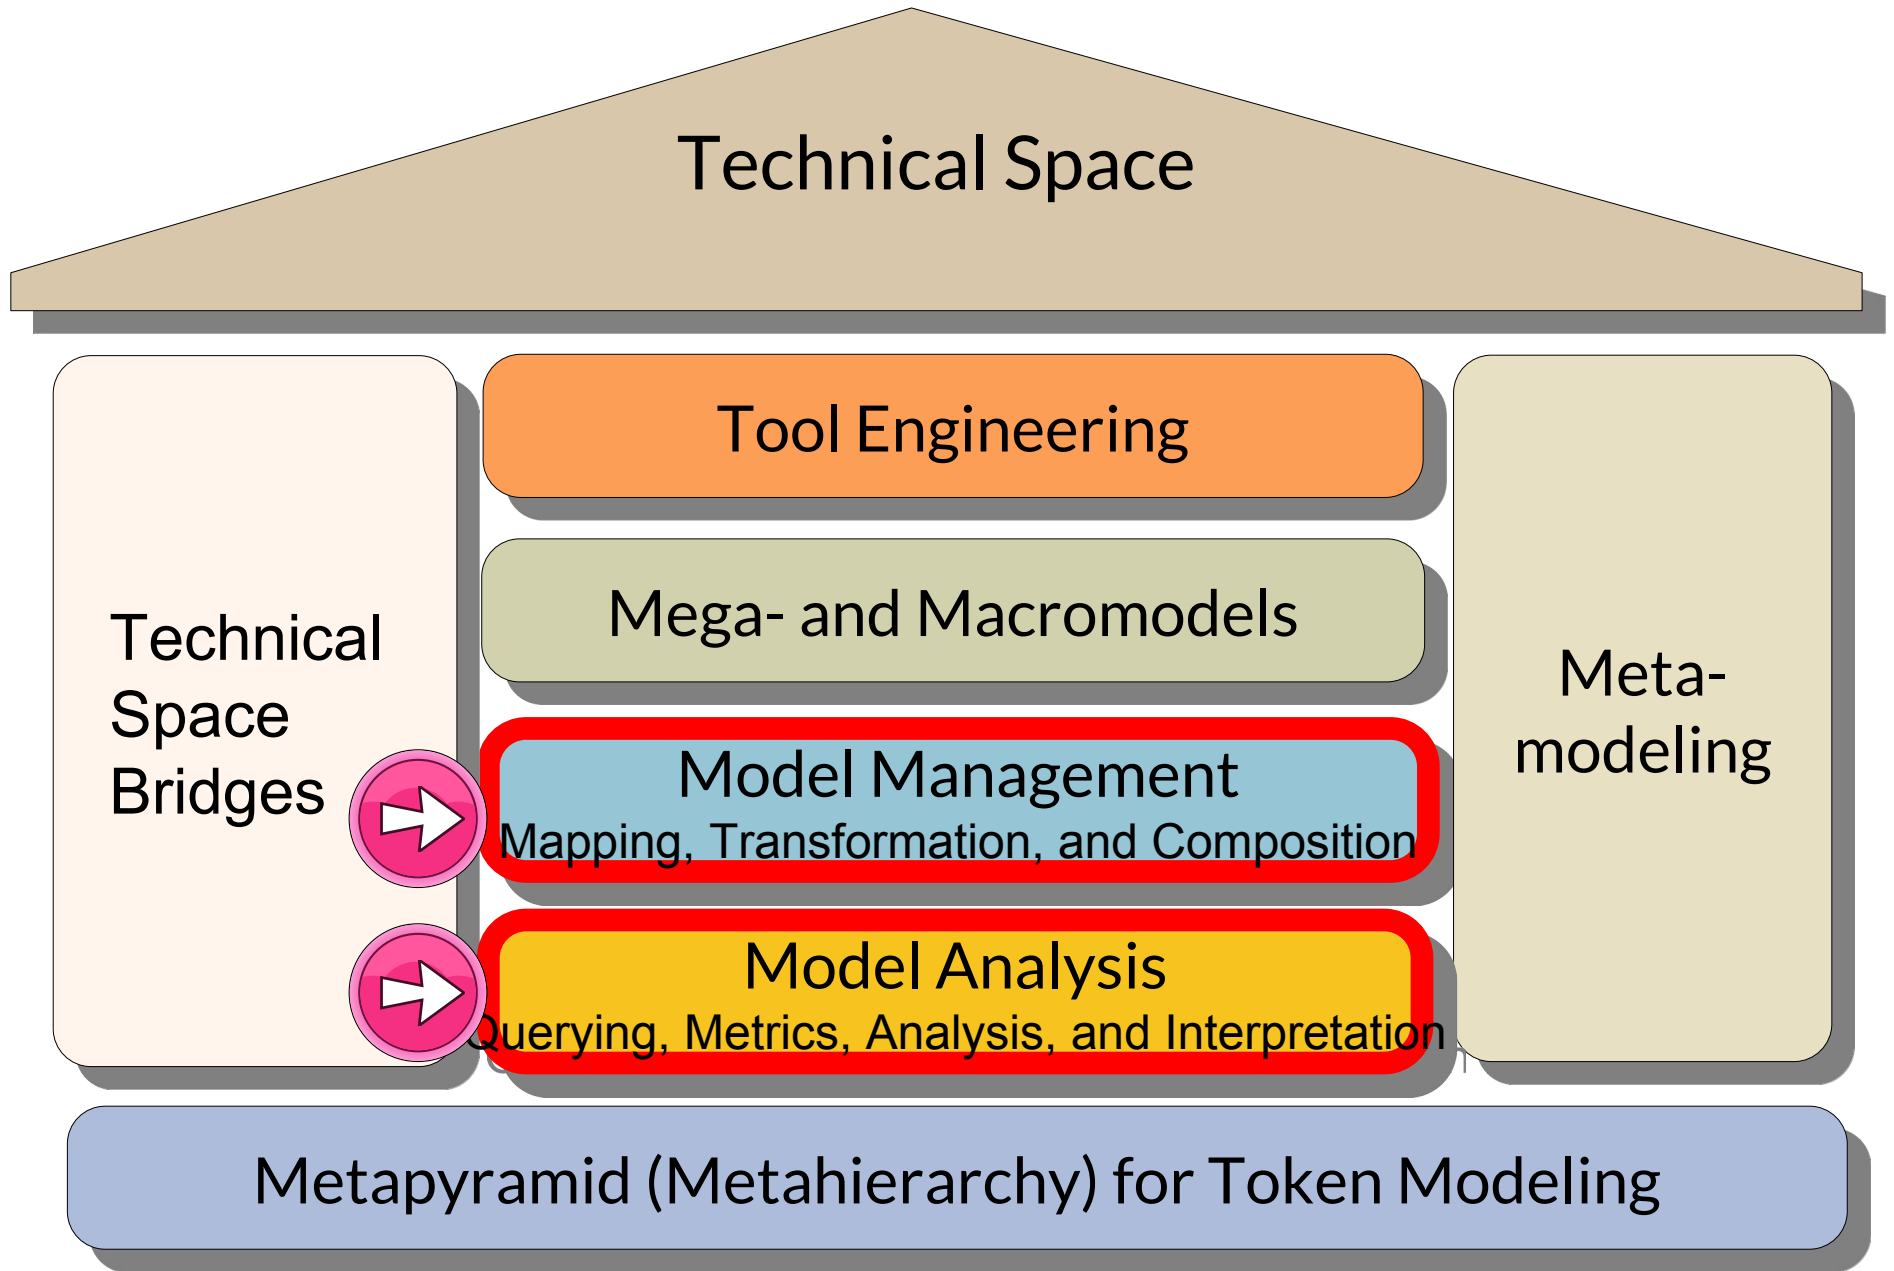 Technical Space
Tool Engineering
Mega- and Macromodels
Technical
Space
Bridges
Model Management
Mapping, Transformation, and Composition
Model Analysis
Querying, Metrics, Analysis, and Interpretation
Meta-
modeling
Metapyramid (Metahierarchy) for Token Modeling